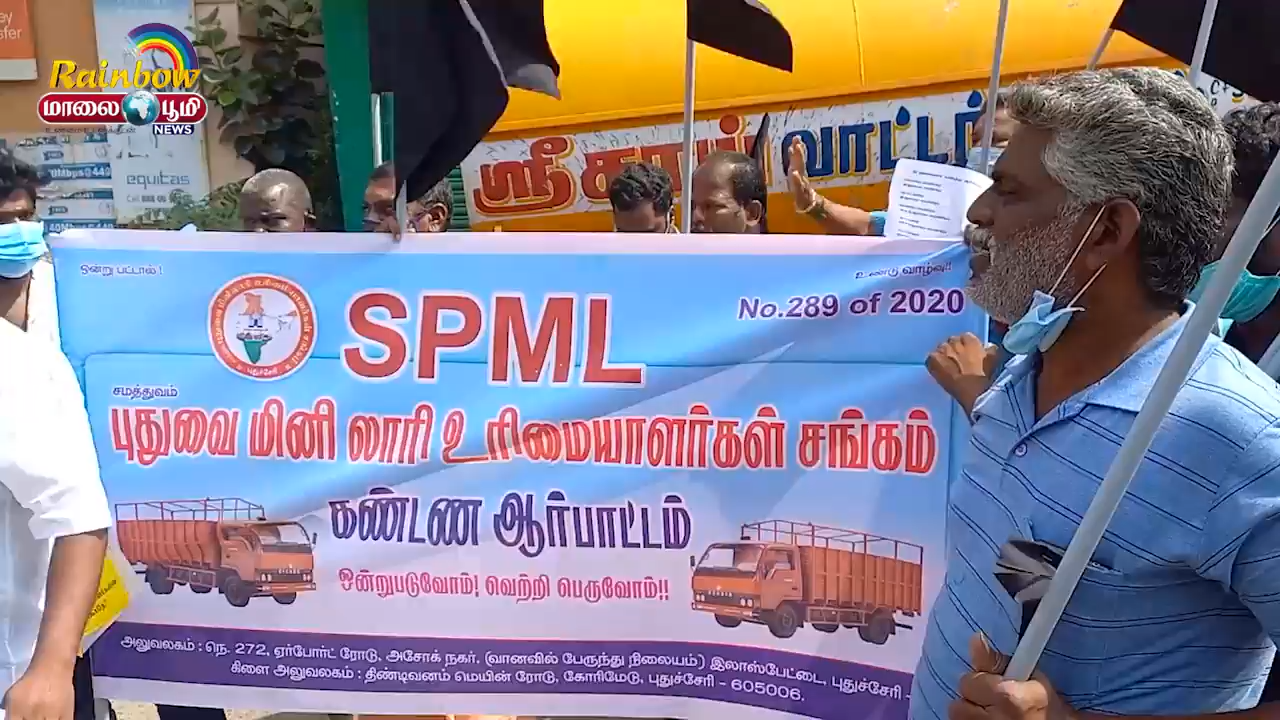 Rainbow
மாலை பூமி
NEWS
equitas
ஸ்ரீ சாய் வாட்டர்
ஒன்று பட்டால் !
உண்டு வாழ்வு!!
SPML
No.289 of 2020
சமத்துவம்
புதுவை மினி லாரி உரிமையாளர்கள் சங்கம்
கண்டண ஆர்பாட்டம்
ஒன்றுபடுவோம்! வெற்றி பெருவோம்!!
அலுவலகம் : நெ. 272, ஏர்போர்ட் ரோடு, அசோக் நகர், (வானவில் பேருந்து நிலையம்) இலாஸ்பேட்டை, புதுச்சேரி -
கிளை அலுவலகம் : திண்டிவனம் மெயின் ரோடு, கோரிமேடு, புதுச்சேரி - 605006.